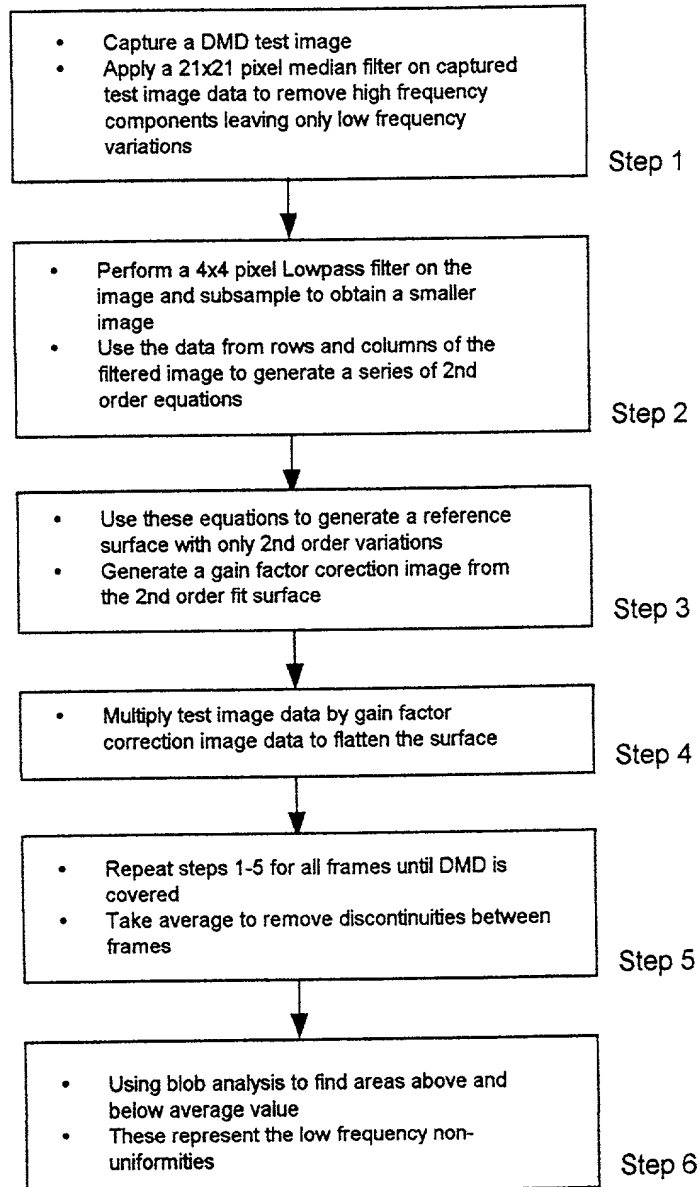 • Capture a DMD test image
• Apply a 21x21 pixel median filter on captured
test image data to remove high frequency
components leaving only low frequency
variations
Step 1
• Perform a 4x4 pixel Lowpass filter on the
image and subsample to obtain a smaller
image
• Use the data from rows and columns of the
filtered image to generate a series of 2nd
order equations
Step 2
• Use these equations to generate a reference
surface with only 2nd order variations
• Generate a gain factor corection image from
the 2nd order fit surface
Step 3
• Multiply test image data by gain factor
correction image data to flatten the surface
Step 4
• Repeat steps 1-5 for all frames until DMD is
covered
• Take average to remove discontinuities between
frames
Step 5
• Using blob analysis to find areas above and
below average value
• These represent the low frequency non-
uniformities
Step 6